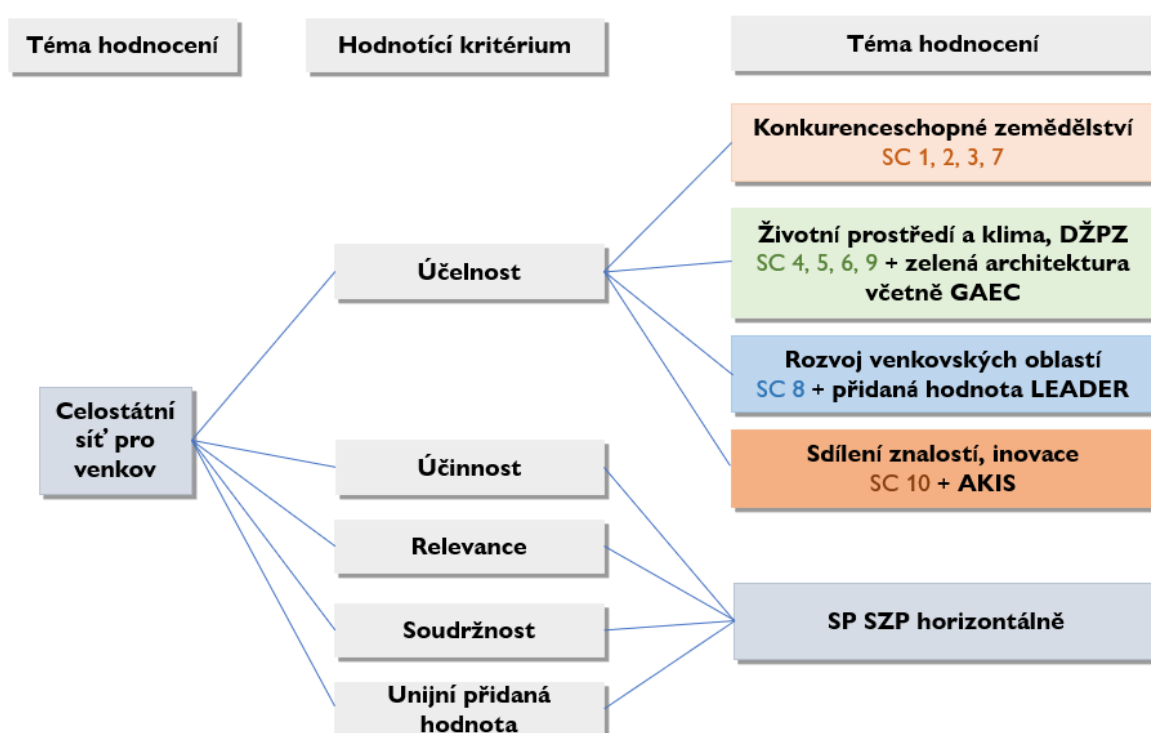 Téma hodnocení
Hodnotící kritérium
Téma hodnocení
Konkurenceschopné zemědělství
SC 1, 2, 3, 7
Životní prostředí a klima, DŽPZ
SC 4, 5, 6, 9 + zelená architektura
včetně GAEC
Účelnost
Rozvoj venkovských oblastí
SC 8 + přidaná hodnota LEADER
Celostátní
síť pro
venkov
Účinnost
Sdílení znalostí, inovace
SC 10 + AKIS
Relevance
Soudržnost
SP SZP horizontálně
Unijní přidaná
hodnota